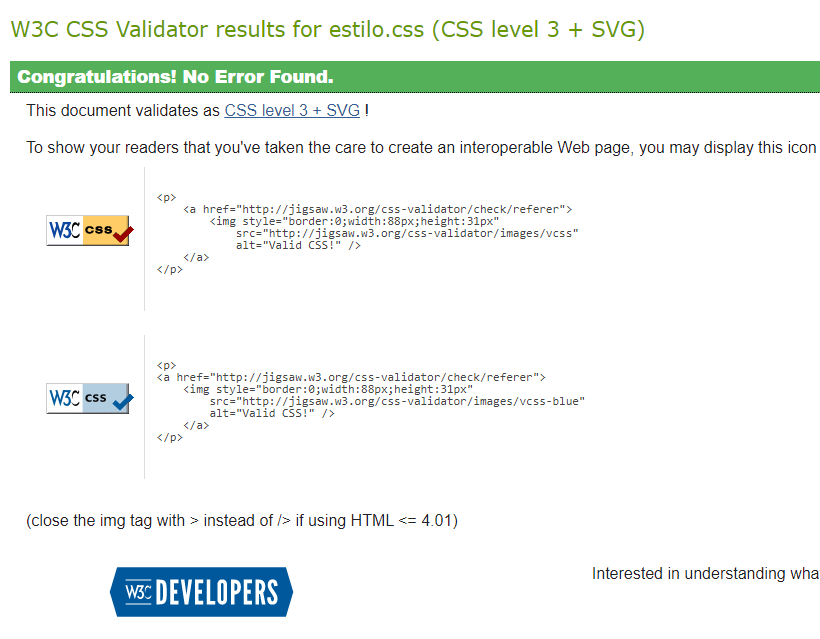 W3C CSS Validator results for estilo.css (CSS level 3 + SVG)
Congratulations! No Error Found.
This document validates as CSS level 3 + SVG !
To show your readers that you've taken the care to create an interoperable Web page, you may display this icon
W3C css
<p>
<a href="http://jigsaw.w3.org/css-validator/check/referer">
<img style="border:0;width:88px;height:31px"
src="http://jigsaw.w3.org/css-validator/images/vcss"
alt="Valid CSS!" />
</a>
</p>
W3C css
<p>
<a href="http://jigsaw.w3.org/css-validator/check/referer">
<img style="border:0;width:88px;height:31px"
src="http://jigsaw.w3.org/css-validator/images/vcss-blue"
alt="Valid CSS!" />
</a>
</p>
(close the img tag with > instead of /> if using HTML <= 4.01)
Interested in understanding wha
W3C DEVELOPERS